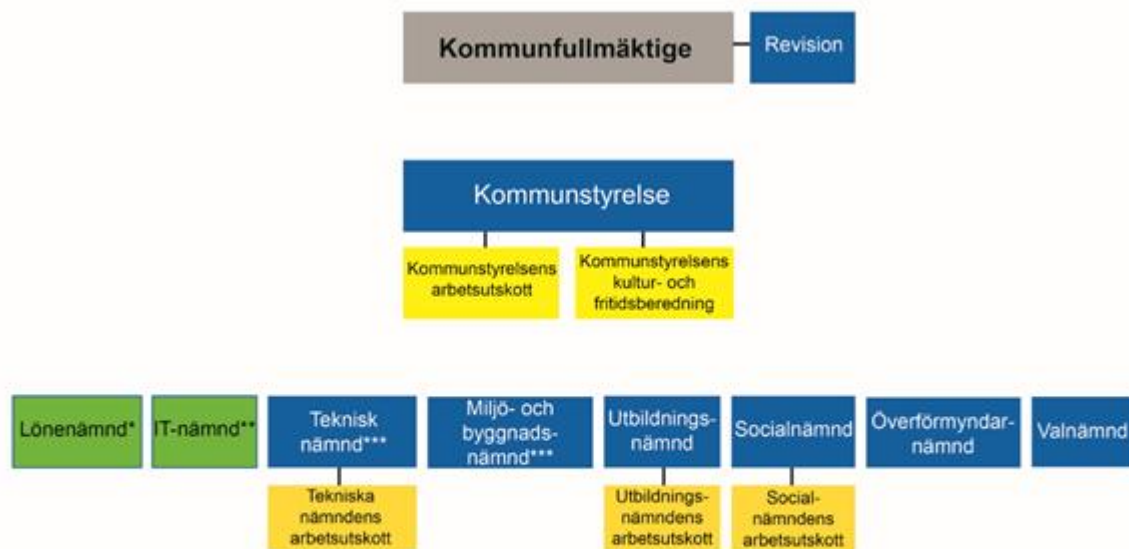 Kommunfullmäktige
Revision
Kommunstyrelse
Kommunstyrelsens
arbetsutskott
Kommunstyrelsens
kultur- och
fritidsberedning
Lönenämnd*
IT-nämnd**
Teknisk
nämnd***
Miljö- och
byggnads-
nämnd***
Utbildnings-
nämnd
Socialnämnd
Överförmyndar-
nämnd
Valnämnd
Tekniska
nämndens
arbetsutskott
Utbildnings-
nämndens
arbetsutskott
Social-
nämndens
arbetsutskott